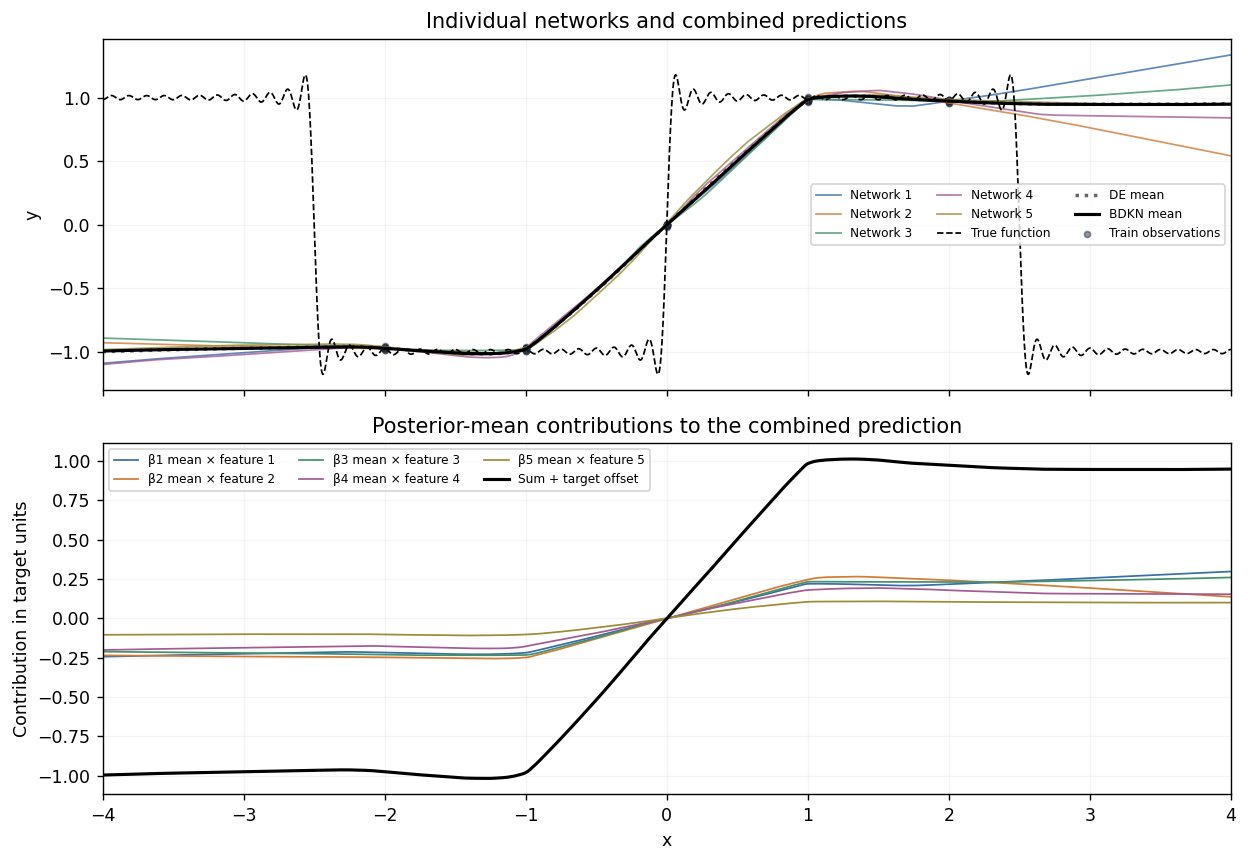 Individual networks and combined predictions
1.0
0.5
0.0
−0.5
−1.0
y
Network 1 Network 4 DE mean
Network 2 Network 5 BDKN mean
Network 3 True function Train observations
Posterior-mean contributions to the combined prediction
β1 mean × feature 1 β3 mean × feature 3 β5 mean × feature 5
β2 mean × feature 2 β4 mean × feature 4 Sum + target offset
1.00
0.75
0.50
0.25
0.00
−0.25
−0.50
−0.75
−1.00
Contribution in target units
−4 −3 −2 −1 0 1 2 3 4
x